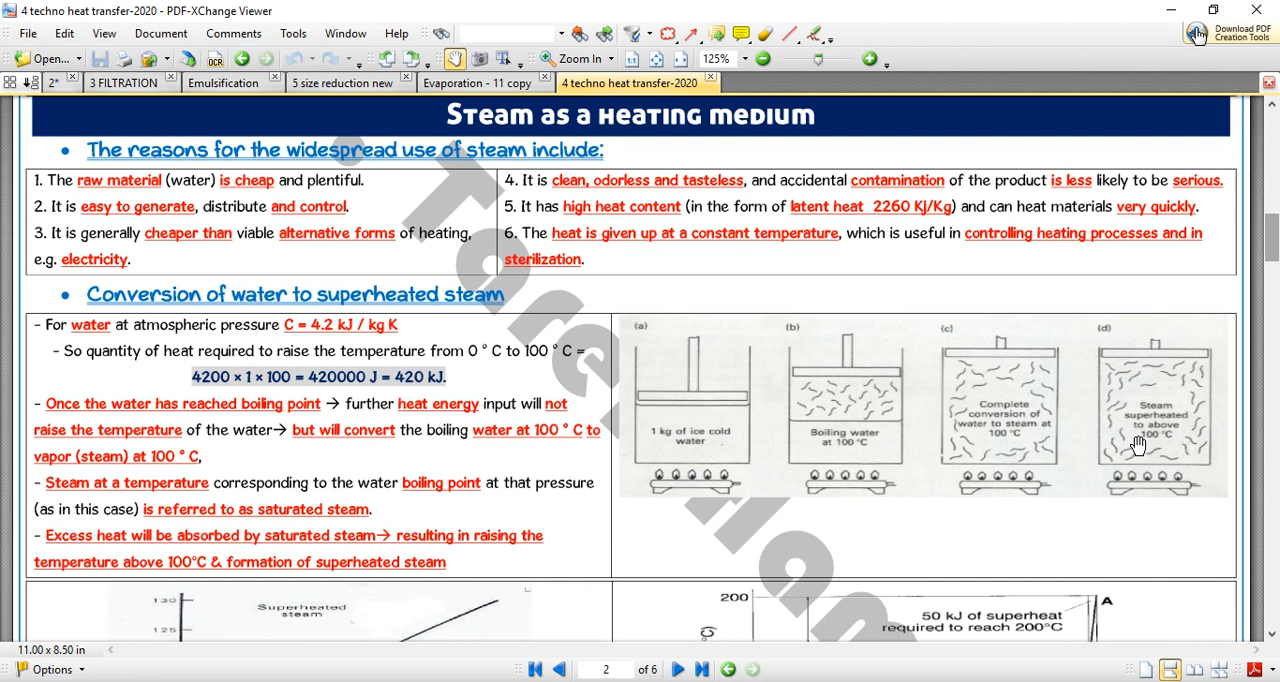 4 techno heat transfer-2020 - PDF-XChange Viewer
File Edit View Document Comments Tools Window Help
Download PDF
Creation Tools
Open... OCR Zoom In 125%
2* 3 FILTRATION Emulsification 5 size reduction new Evaporation - 11 copy 4 techno heat transfer-2020
Steam as a heating medium
• The reasons for the widespread use of steam include:
1. The raw material (water) is cheap and plentiful.
2. It is easy to generate, distribute and control.
3. It is generally cheaper than viable alternative forms of heating,
e.g. electricity.
4. It is clean, odorless and tasteless, and accidental contamination of the product is less likely to be serious.
5. It has high heat content (in the form of latent heat 2260 KJ/Kg) and can heat materials very quickly.
6. The heat is given up at a constant temperature, which is useful in controlling heating processes and in
sterilization.
• Conversion of water to superheated steam
- For water at atmospheric pressure C = 4.2 kJ / kg K
- So quantity of heat required to raise the temperature from 0 ° C to 100 ° C =
4200 × 1 × 100 = 420000 J = 420 kJ.
- Once the water has reached boiling point → further heat energy input will not
raise the temperature of the water→ but will convert the boiling water at 100 ° C to
vapor (steam) at 100 ° C,
- Steam at a temperature corresponding to the water boiling point at that pressure
(as in this case) is referred to as saturated steam.
- Excess heat will be absorbed by saturated steam→ resulting in raising the
temperature above 100°C & formation of superheated steam
(a)
1 kg of ice cold
water
(b)
Boiling water
at 100 °C
(c)
Complete
conversion of
water to steam at
100 °C
(d)
Steam
superheated
to above
100 °C
130
Superheated
steam
125
200
(°C)
A
50 kJ of superheat
required to reach 200°C
11.00 x 8.50 in
Options 2 of 6